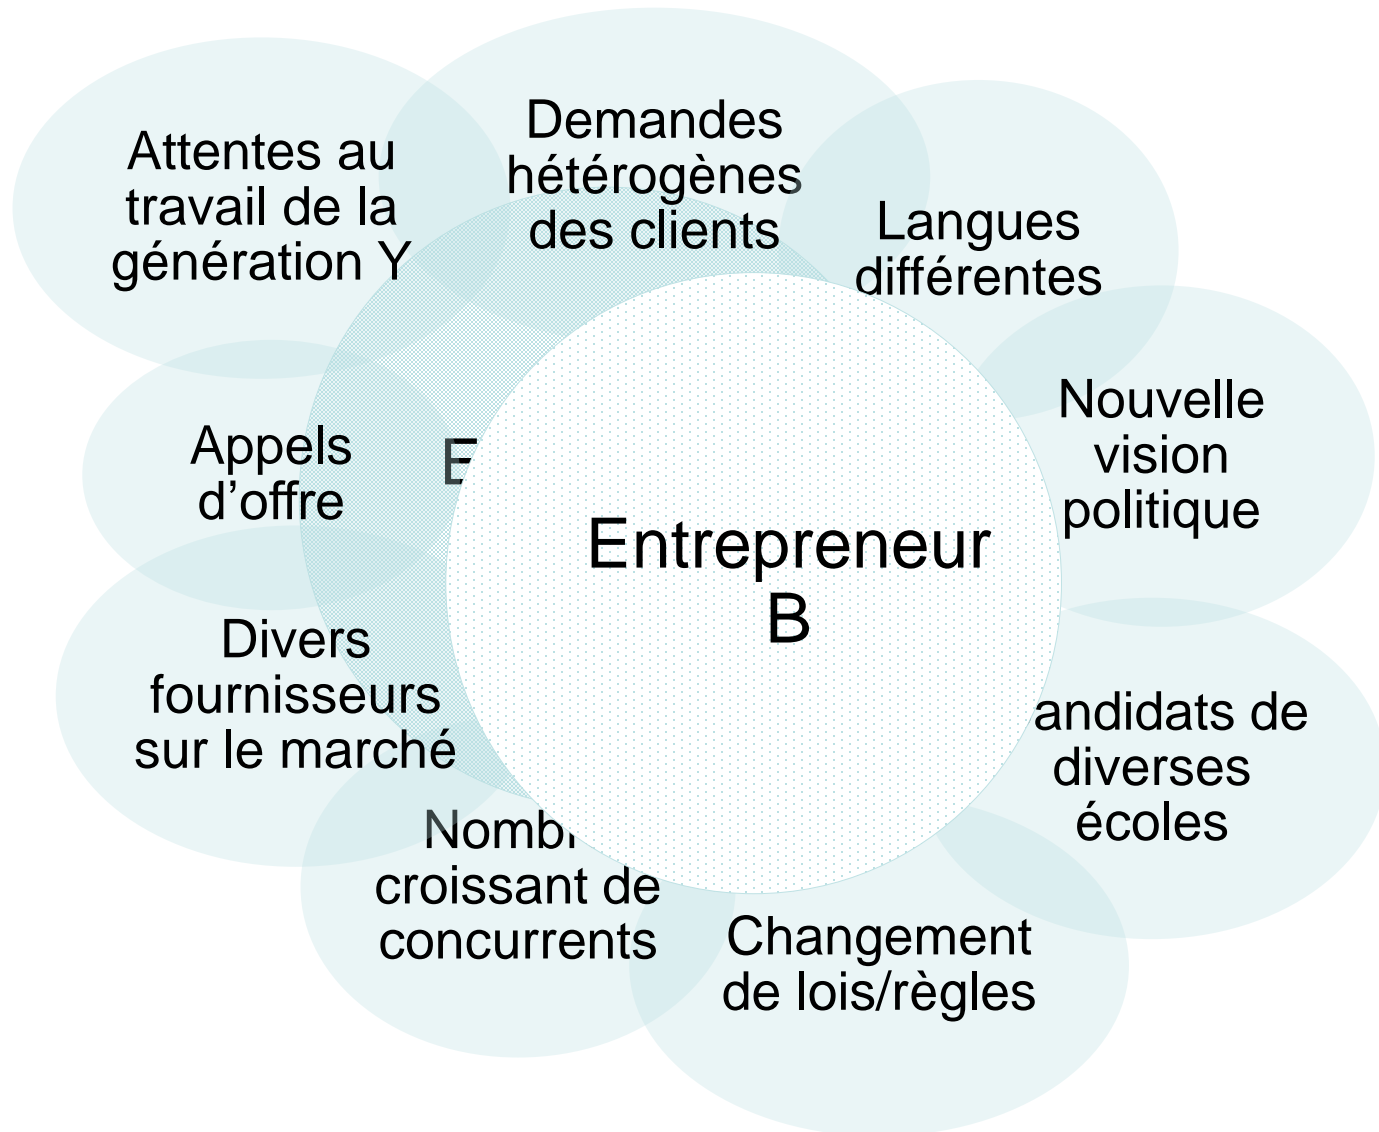 Demandes
hétérogènes
des clients
Attentes au
travail de la
génération Y
Langues
différentes
Nouvelle
vision
politique
Appels
d’offre
E
Entrepreneur
B
Divers
fournisseurs
sur le marché
andidats de
diverses
écoles
Nombr
croissant de
concurrents
Changement
de lois/règles